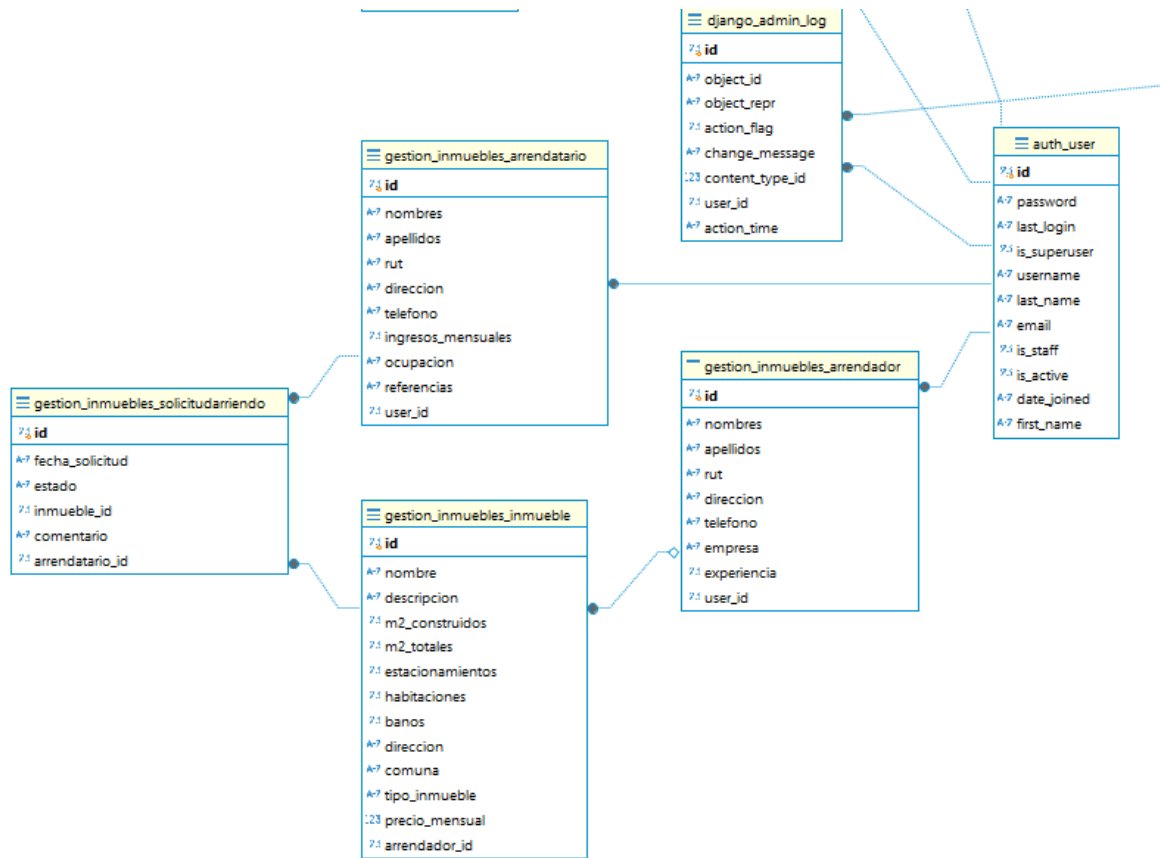 django_admin_log
id
object_id
object_repr
action_flag
change_message
content_type_id
user_id
action_time
auth_user
id
password
last_login
is_superuser
username
last_name
email
is_staff
is_active
date_joined
first_name
gestion_inmuebles_arrendatario
id
nombres
apellidos
rut
direccion
telefono
ingresos_mensuales
ocupacion
referencias
user_id
gestion_inmuebles_arrendador
id
nombres
apellidos
rut
direccion
telefono
empresa
experiencia
user_id
gestion_inmuebles_solicitudarriendo
id
fecha_solicitud
estado
inmueble_id
comentario
arrendatario_id
gestion_inmuebles_inmueble
id
nombre
descripcion
m2_construidos
m2_totales
estacionamientos
habitaciones
banos
direccion
comuna
tipo_inmueble
precio_mensual
arrendador_id